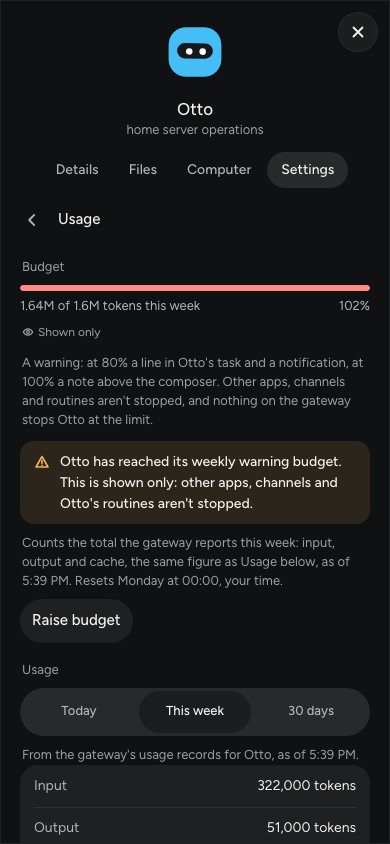 Otto
home server operations
Details Files Computer Settings
Usage
Budget
1.64M of 1.6M tokens this week 102%
Shown only
A warning: at 80% a line in Otto's task and a notification, at
100% a note above the composer. Other apps, channels
and routines aren't stopped, and nothing on the gateway
stops Otto at the limit.
Otto has reached its weekly warning budget.
This is shown only: other apps, channels and
Otto's routines aren't stopped.
Counts the total the gateway reports this week: input,
output and cache, the same figure as Usage below, as of
5:39 PM. Resets Monday at 00:00, your time.
Raise budget
Usage
Today This week 30 days
From the gateway's usage records for Otto, as of 5:39 PM.
Input 322,000 tokens
Output 51,000 tokens